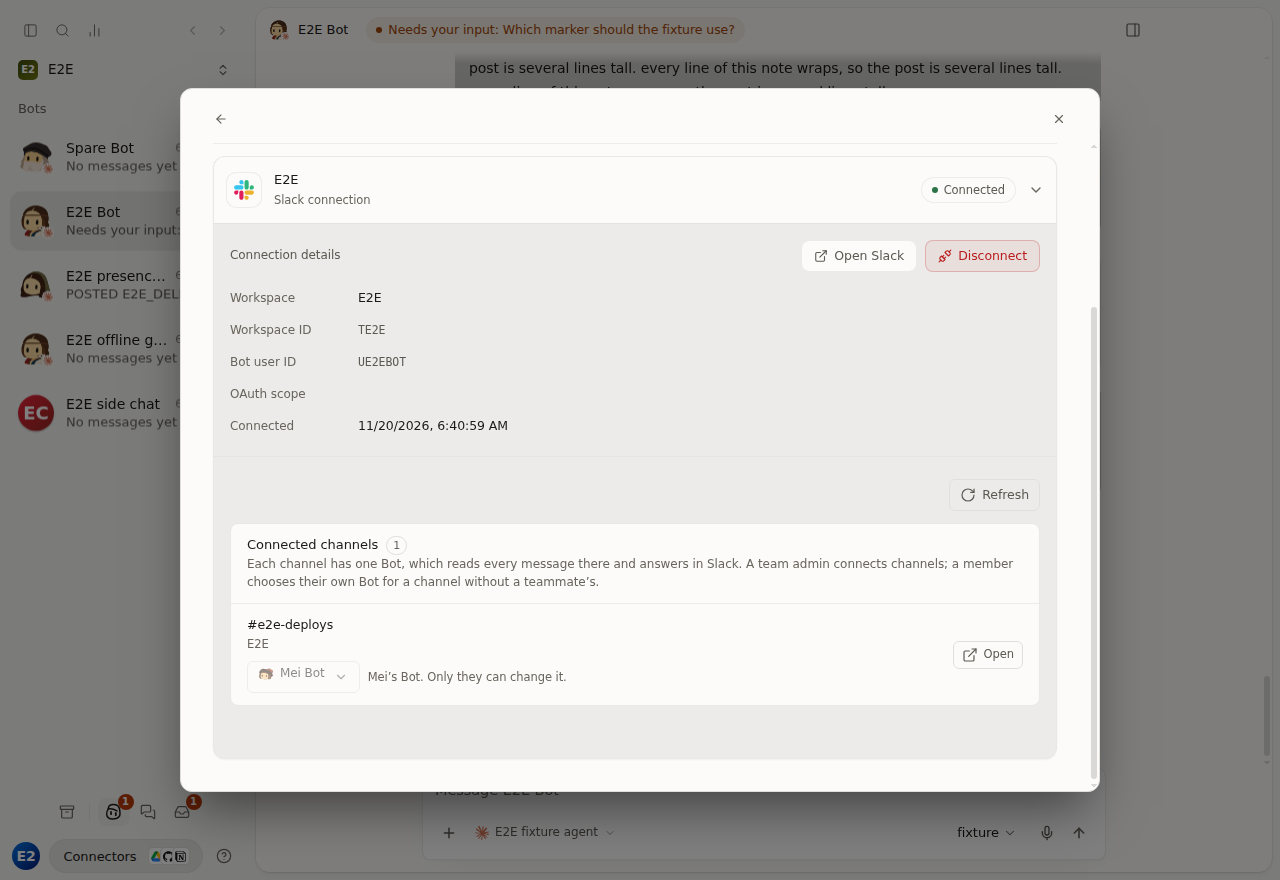 E2E Bot
Needs your input: Which marker should the fixture use?
E2 E2E
Bots
Spare Bot
No messages yet
E2E Bot
Needs your input:
E2E presenc…
POSTED E2E_DEL
E2E offline g…
No messages yet
EC
E2E side chat
No messages yet
post is several lines tall. every line of this note wraps, so the post is several lines tall.
E2E
Slack connection
Connected
Connection details
Open Slack
Disconnect
Workspace E2E
Workspace ID TE2E
Bot user ID UE2EBOT
OAuth scope
Connected 11/20/2026, 6:40:59 AM
Refresh
Connected channels 1
Each channel has one Bot, which reads every message there and answers in Slack. A team admin connects channels; a member
chooses their own Bot for a channel without a teammate’s.
#e2e-deploys
E2E
Open
Mei Bot
Mei’s Bot. Only they can change it.
Message E2E Bot
E2E fixture agent
fixture
1
1
E2
Connectors